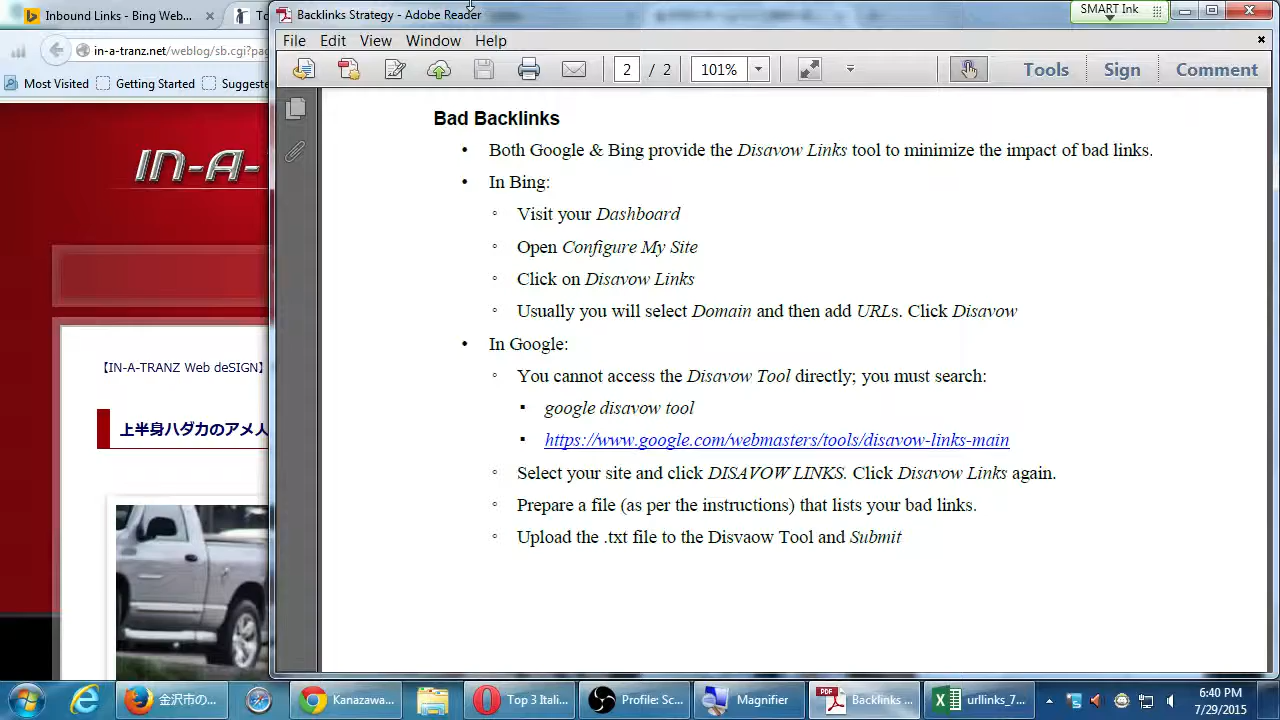 Inbound Links - Bing Web...
To
Backlinks Strategy - Adobe Reader
SMART Ink
in-a-tranz.net/weblog/sb.cgi?pa
File Edit View Window Help
Most Visited Getting Started Suggeste
2 / 2 101% Tools Sign Comment
IN-A-
Bad Backlinks
• Both Google & Bing provide the Disavow Links tool to minimize the impact of bad links.
• In Bing:
◦ Visit your Dashboard
◦ Open Configure My Site
◦ Click on Disavow Links
◦ Usually you will select Domain and then add URLs. Click Disavow
• In Google:
◦ You cannot access the Disavow Tool directly; you must search:
▪ google disavow tool
▪ https://www.google.com/webmasters/tools/disavow-links-main
◦ Select your site and click DISAVOW LINKS. Click Disavow Links again.
◦ Prepare a file (as per the instructions) that lists your bad links.
◦ Upload the .txt file to the Disvaow Tool and Submit
【IN-A-TRANZ Web deSIGN】
上半身ハダカのアメ人
金沢市の... Kanazawa... Top 3 Itali... Profile: Sc... Magnifier PDF Backlinks ... urllinks_7...
6:40 PM
7/29/2015